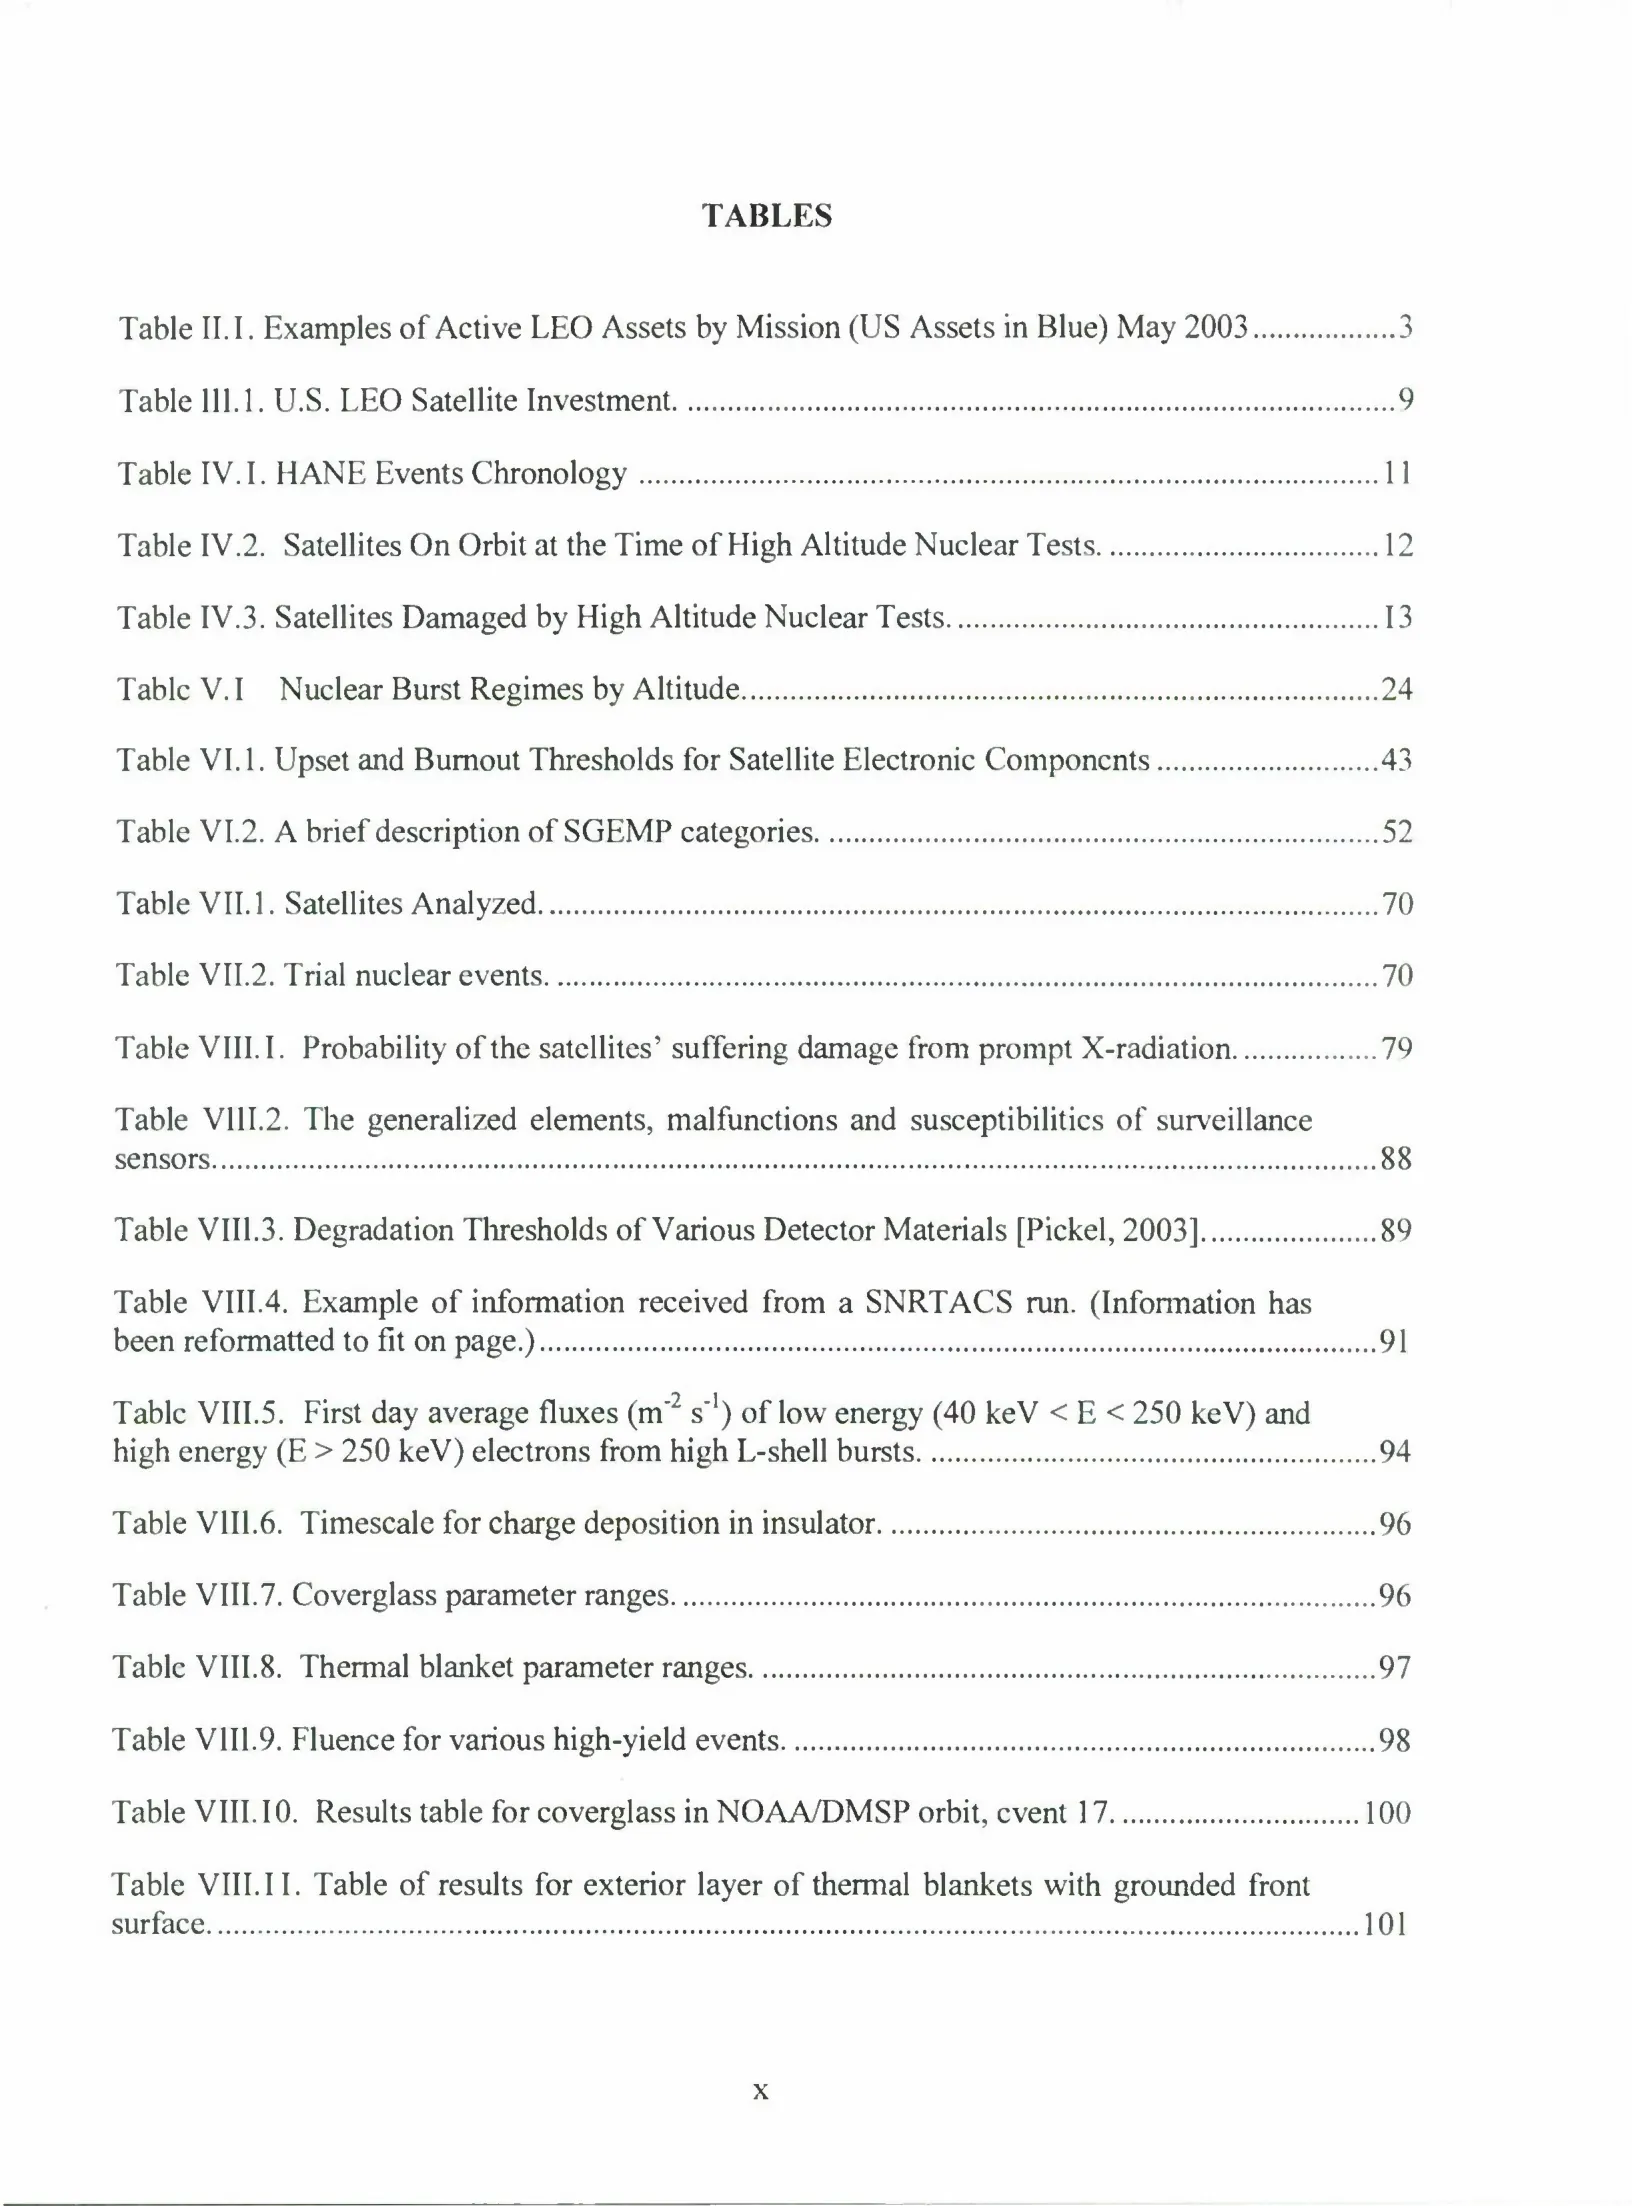 TABLES
Table II.1. Examples of Active LEO Assets by Mission (US Assets in Blue) May 2003..................3
Table III.1. U.S. LEO Satellite Investment. ..........................................................................................9
Table IV.1. HANE Events Chronology .............................................................................................11
Table IV.2. Satellites On Orbit at the Time of High Altitude Nuclear Tests. ..................................12
Table IV.3. Satellites Damaged by High Altitude Nuclear Tests. .....................................................13
Table V.1 Nuclear Burst Regimes by Altitude................................................................................24
Table VI.1. Upset and Burnout Thresholds for Satellite Electronic Components ............................43
Table VI.2. A brief description of SGEMP categories. .....................................................................52
Table VII.1. Satellites Analyzed. .........................................................................................................70
Table VII.2. Trial nuclear events. ........................................................................................................70
Table VIII.1. Probability of the satellites’ suffering damage from prompt X-radiation. .................79
Table VIII.2. The generalized elements, malfunctions and susceptibilities of surveillance
sensors...................................................................................................................................................88
Table VIII.3. Degradation Thresholds of Various Detector Materials [Pickel, 2003]......................89
Table VIII.4. Example of information received from a SNRTACS run. (Information has
been reformatted to fit on page.).........................................................................................................91
Table VIII.5. First day average fluxes (m⁻² s⁻¹) of low energy (40 keV < E < 250 keV) and
high energy (E > 250 keV) electrons from high L-shell bursts. ........................................................94
Table VIII.6. Timescale for charge deposition in insulator. .............................................................96
Table VIII.7. Coverglass parameter ranges. .......................................................................................96
Table VIII.8. Thermal blanket parameter ranges. .............................................................................97
Table VIII.9. Fluence for various high-yield events. .........................................................................98
Table VIII.10. Results table for coverglass in NOAA/DMSP orbit, event 17. ..............................100
Table VIII.11. Table of results for exterior layer of thermal blankets with grounded front
surface. ................................................................................................................................................101
x